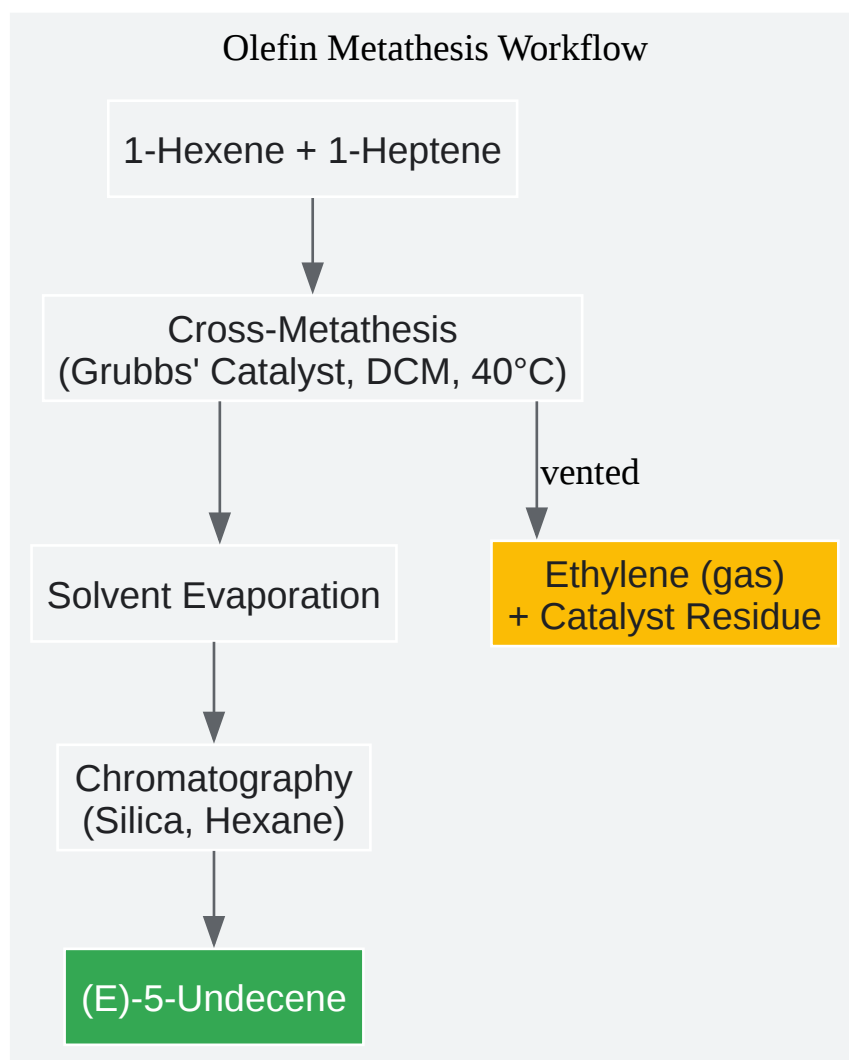 Olefin Metathesis Workflow
1-Hexene + 1-Heptene
Cross-Metathesis
(Grubbs' Catalyst, DCM, 40°C)
vented
Solvent Evaporation
Ethylene (gas)
+ Catalyst Residue
Chromatography
(Silica, Hexane)
(E)-5-Undecene